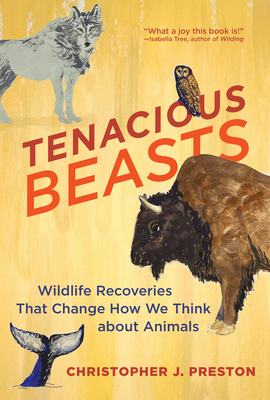 "What a joy this book is!"
—Isabella Tree, author of Wilding
TENACIOUS
BEASTS
Wildlife Recoveries
That Change How We Think
about Animals
CHRISTOPHER J. PRESTON